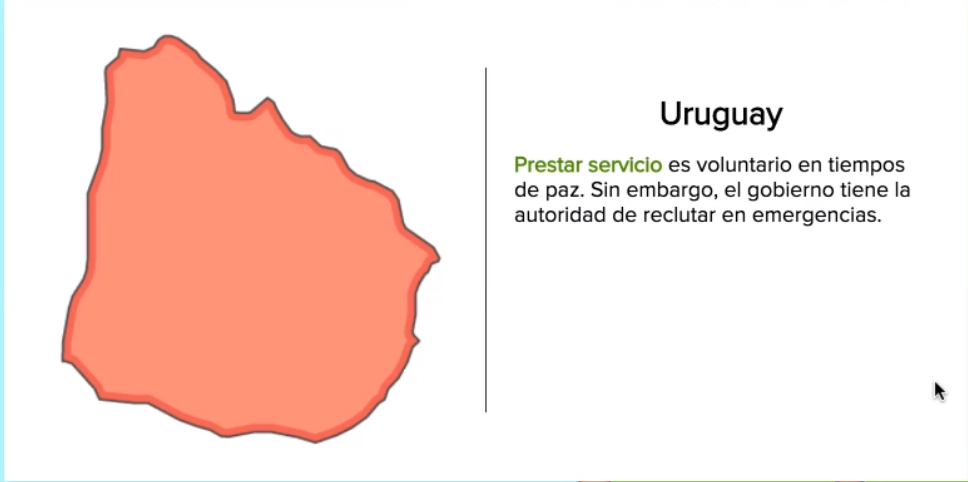 Uruguay
Prestar servicio es voluntario en tiempos
de paz. Sin embargo, el gobierno tiene la
autoridad de reclutar en emergencias.